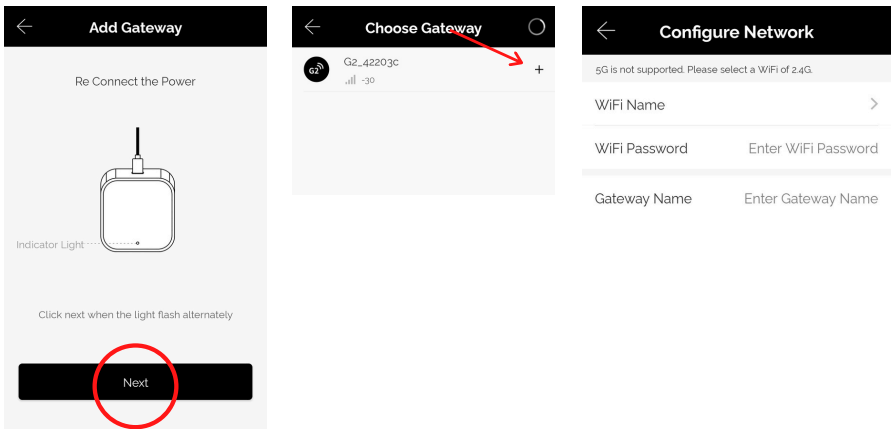 Add Gateway
Re Connect the Power
Indicator Light
Click next when the light flash alternately
Next
Choose Gateway
G2
G2_42203c
-30
+
Configure Network
5G is not supported. Please select a WiFi of 2.4G.
WiFi Name
WiFi Password Enter WiFi Password
Gateway Name Enter Gateway Name